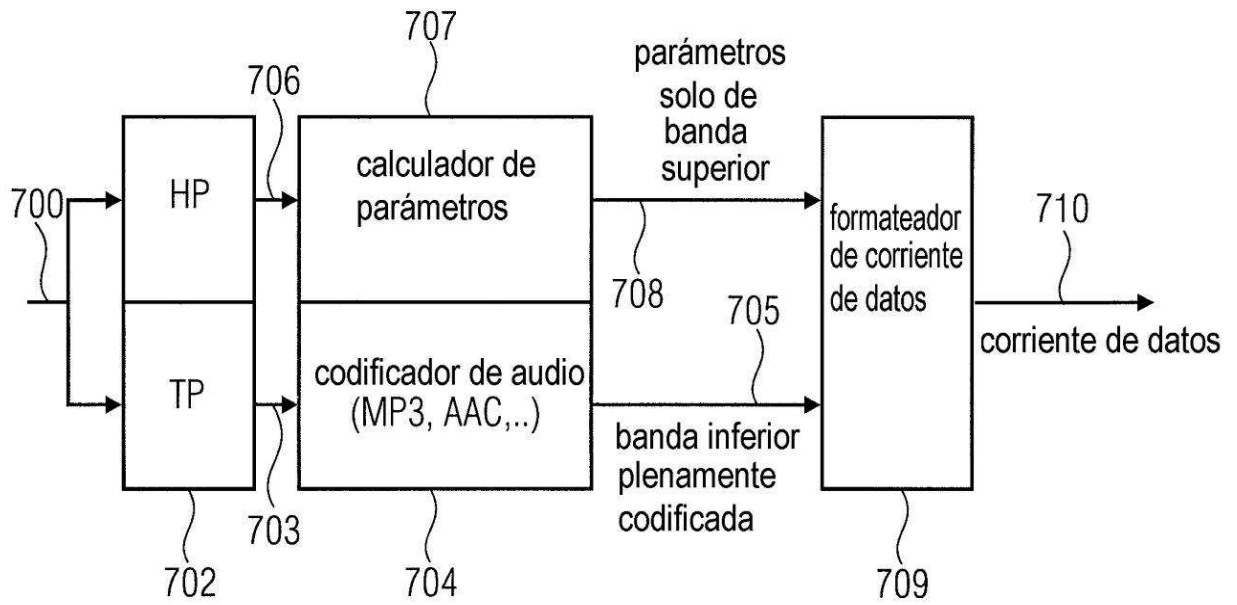 707
706
parámetros
solo de
banda
superior
700
HP
calculador de
parámetros
708
formateador
de corriente
de datos
710
corriente de datos
TP
703
codificador de audio
(MP3, AAC,..)
705
banda inferior
plenamente
codificada
702
704
709